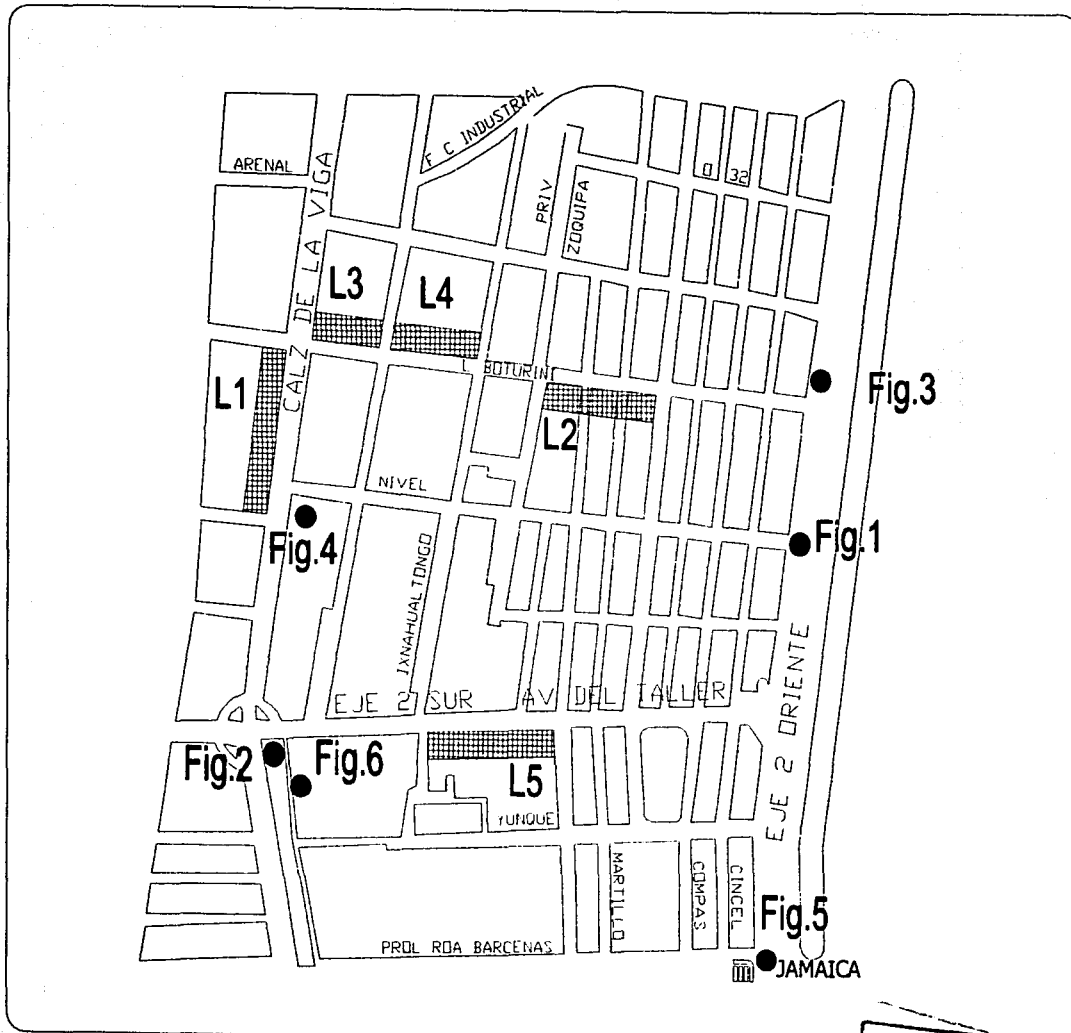 F C INDUSTRIAL
ARENAL
CALZ DE LA VIGA
PRIV
ZOQUIPA
32
L3
L4
L BOTURINI
L1
L2
Fig.3
NIVEL
Fig.4
Fig.1
IXNAHUALTONGO
EJE 2 SUR AV DEL TALLER
EJE 2 ORIENTE
Fig.2
Fig.6
L5
YUNQUE
MARTILLO
COMPAS
CINCEL
Fig.5
PROL ROA BARCENAS
JAMAICA